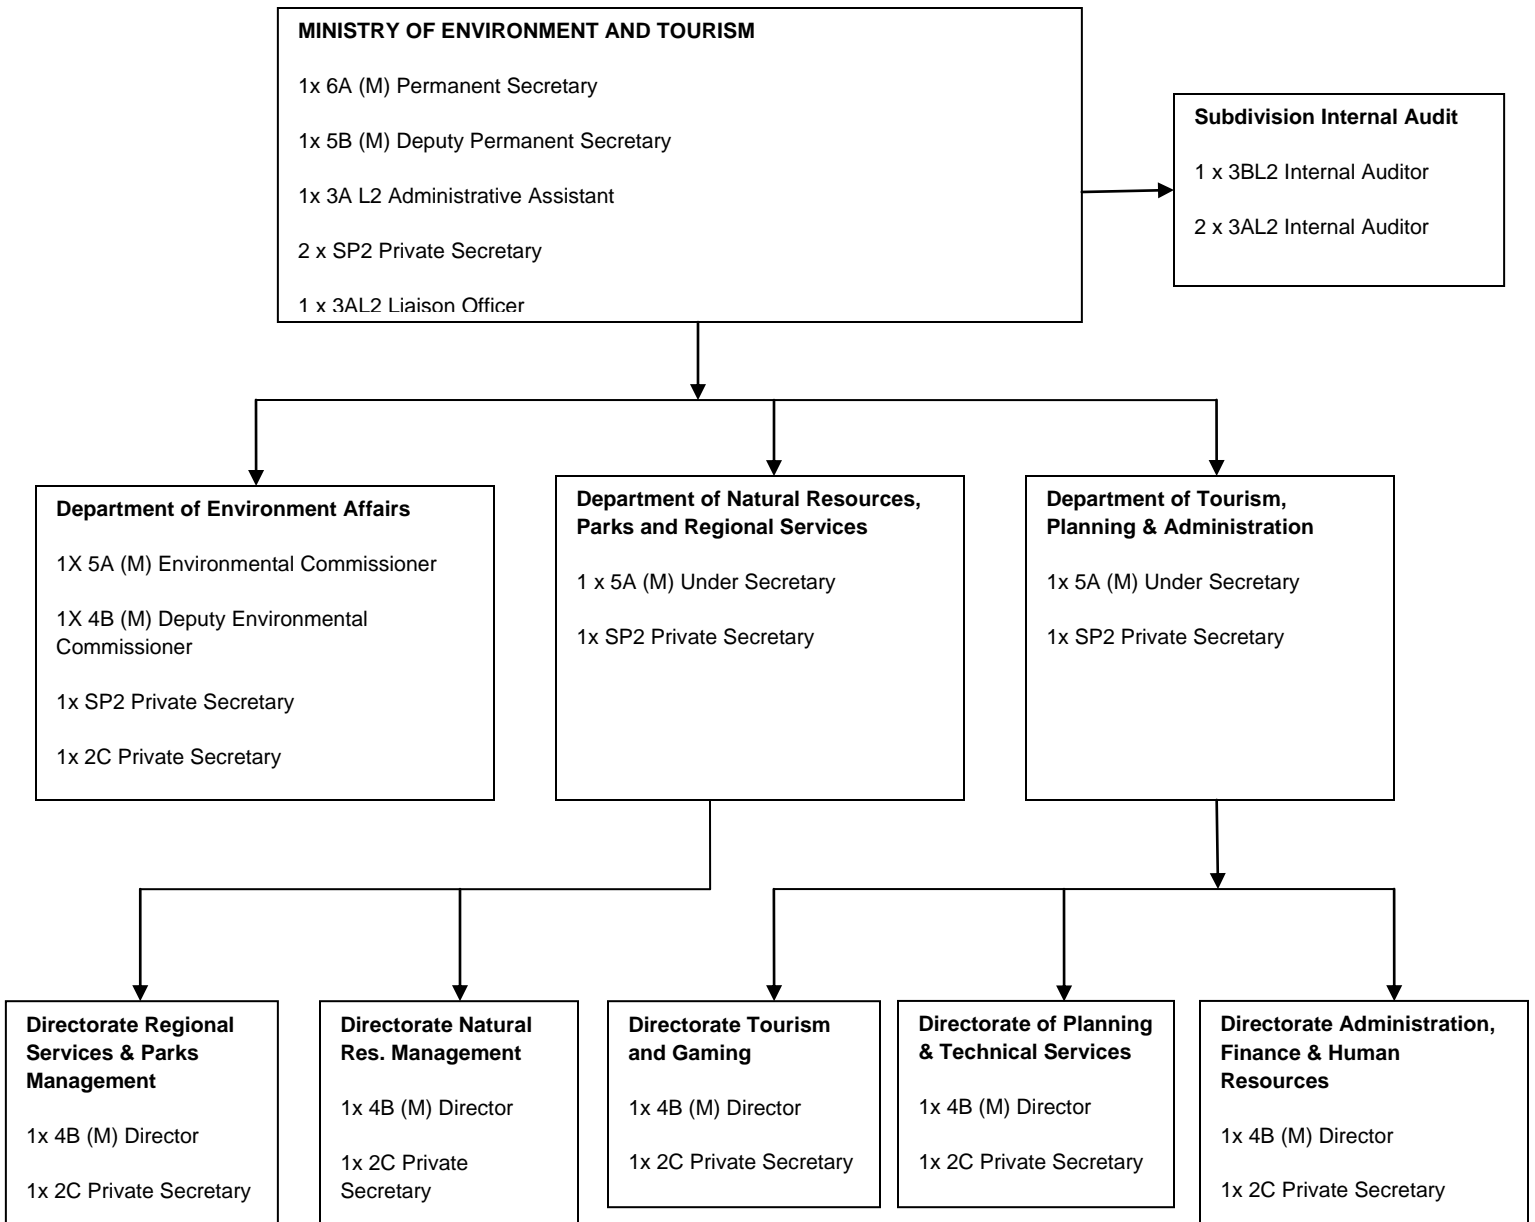 MINISTRY OF ENVIRONMENT AND TOURISM
1x 6A (M) Permanent Secretary
1x 5B (M) Deputy Permanent Secretary
1x 3A L2 Administrative Assistant
2 x SP2 Private Secretary
1 x 3AL2 Liaison Officer
Subdivision Internal Audit
1 x 3BL2 Internal Auditor
2 x 3AL2 Internal Auditor
Department of Environment Affairs
1X 5A (M) Environmental Commissioner
1X 4B (M) Deputy Environmental
Commissioner
1x SP2 Private Secretary
1x 2C Private Secretary
Department of Natural Resources,
Parks and Regional Services
1 x 5A (M) Under Secretary
1x SP2 Private Secretary
Department of Tourism,
Planning & Administration
1x 5A (M) Under Secretary
1x SP2 Private Secretary
Directorate Regional
Services & Parks
Management
1x 4B (M) Director
1x 2C Private Secretary
Directorate Natural
Res. Management
1x 4B (M) Director
1x 2C Private
Secretary
Directorate Tourism
and Gaming
1x 4B (M) Director
1x 2C Private Secretary
Directorate of Planning
& Technical Services
1x 4B (M) Director
1x 2C Private Secretary
Directorate Administration,
Finance & Human
Resources
1x 4B (M) Director
1x 2C Private Secretary